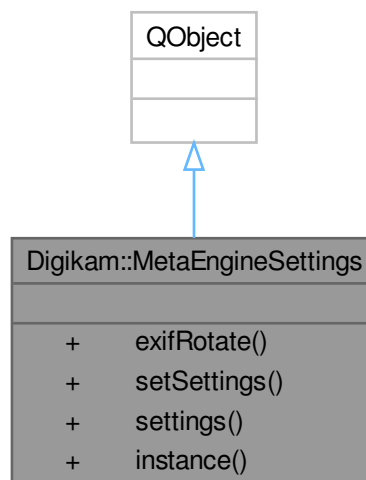 QObject
Digikam::MetaEngineSettings
+ exifRotate()
+ setSettings()
+ settings()
+ instance()